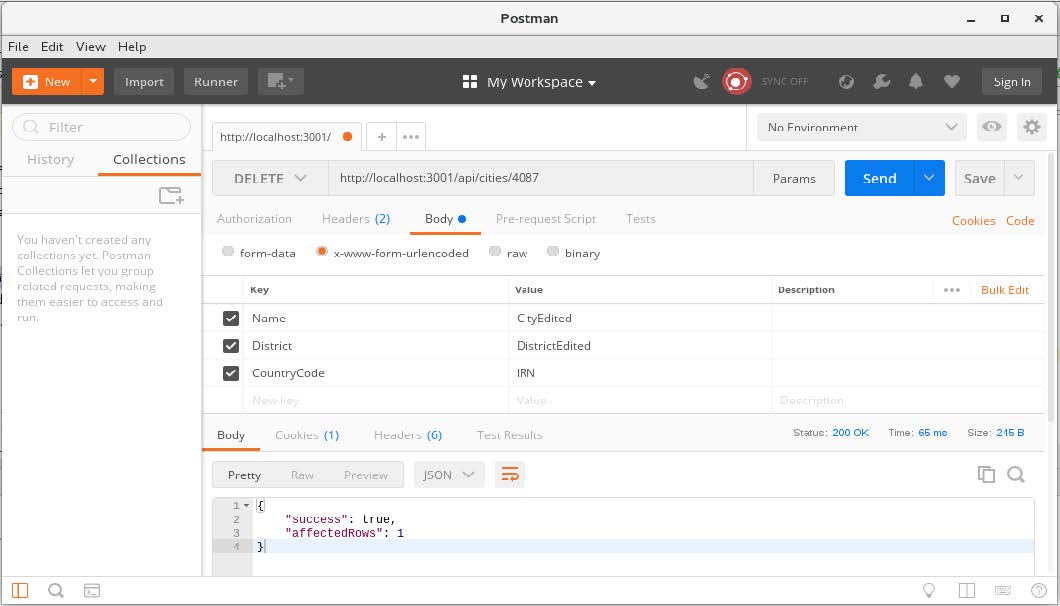 Postman
File Edit View Help
New Import Runner My Workspace SYNC OFF Sign In
Filter
History Collections
You haven't created any
collections yet. Postman
Collections let you group
related requests, making
them easier to access and
run.
http://localhost:3001/ + ••• No Environment
DELETE http://localhost:3001/api/cities/4087 Params Send Save
Authorization Headers (2) Body Pre-request Script Tests Cookies Code
form-data x-www-form-urlencoded raw binary
Key Value Description ••• Bulk Edit
Name CityEdited
District DistrictEdited
CountryCode IRN
New key Value Description
Body Cookies (1) Headers (6) Test Results Status: 200 OK Time: 65 ms Size: 245 B
Pretty Raw Preview JSON
1 {
2 "success": true,
3 "affectedRows": 1
4 }